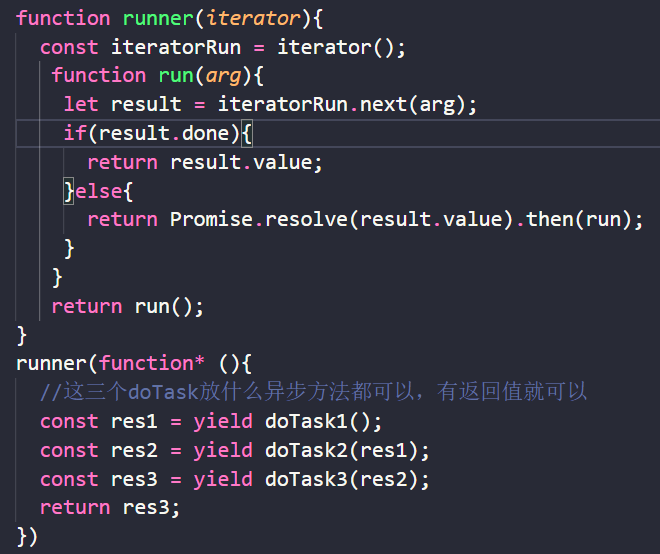 function runner(iterator){
  const iteratorRun = iterator();
   function run(arg){
    let result = iteratorRun.next(arg);
    if(result.done){
      return result.value;
    }else{
      return Promise.resolve(result.value).then(run);
    }
   }
   return run();
}
runner(function* (){
  //这三个doTask放什么异步方法都可以，有返回值就可以
  const res1 = yield doTask1();
  const res2 = yield doTask2(res1);
  const res3 = yield doTask3(res2);
  return res3;
})